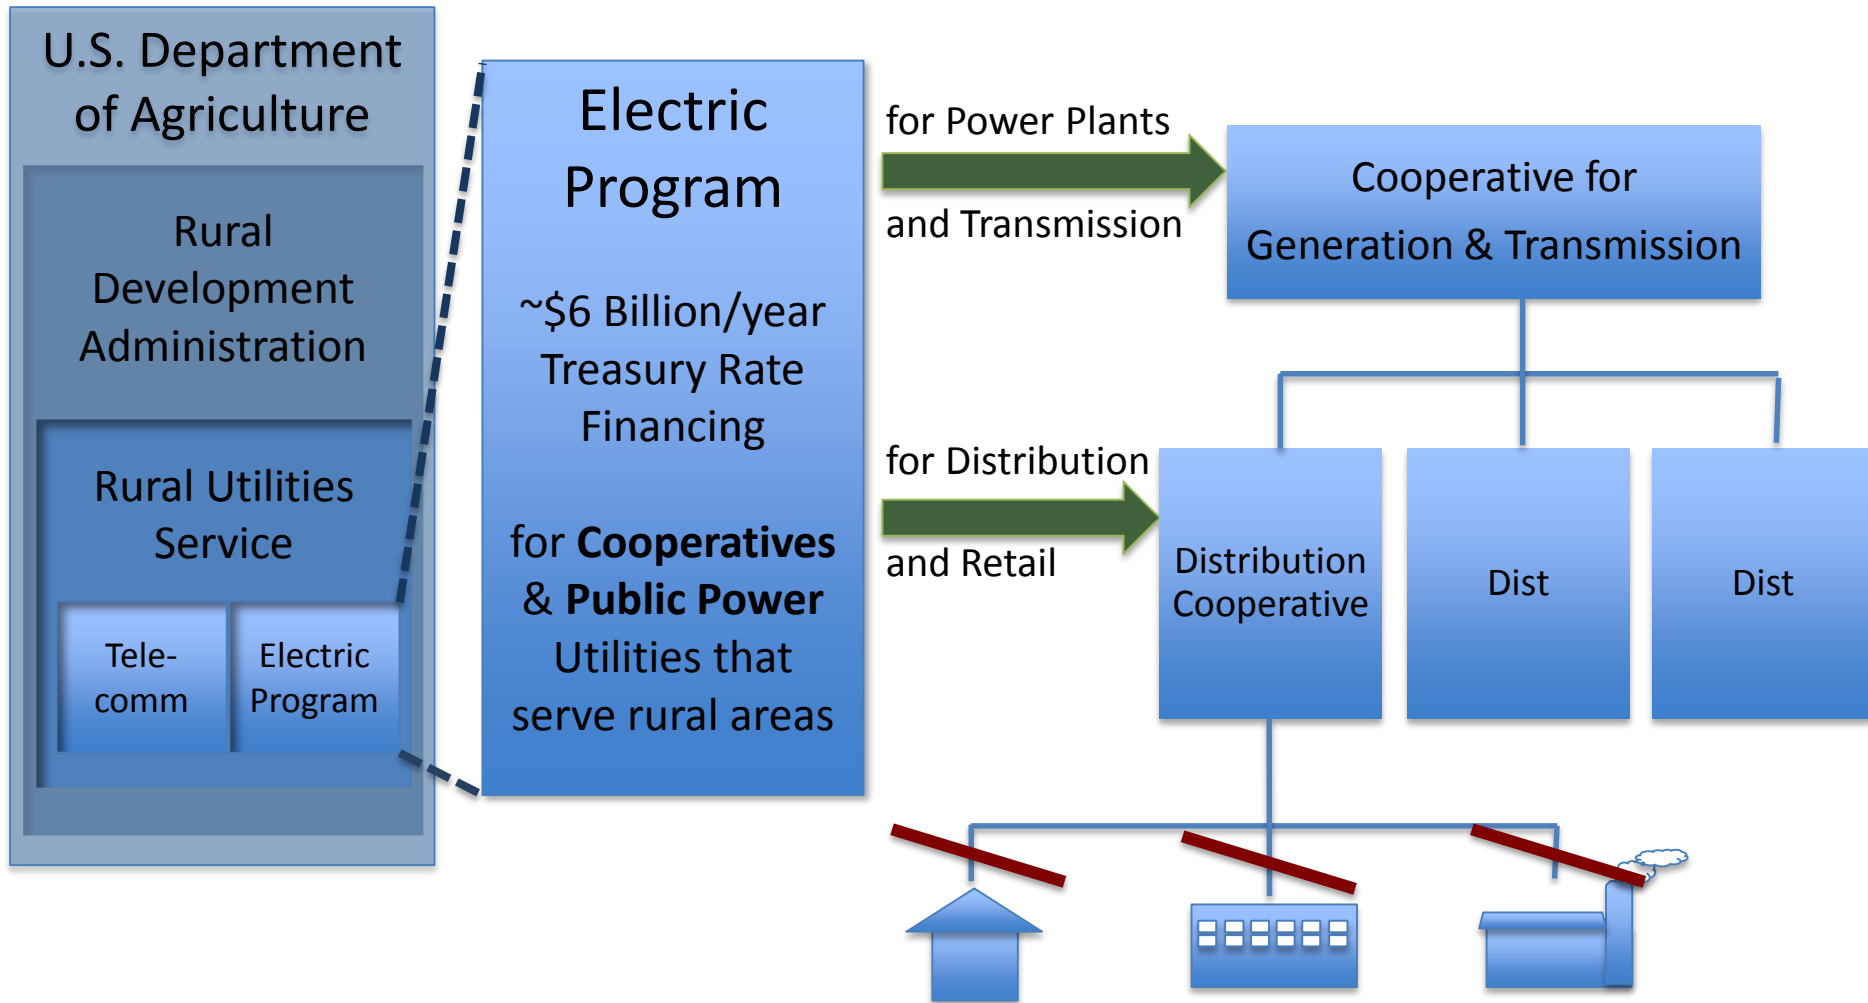 U.S. Department
of Agriculture
Rural
Development
Administration
Rural Utilities
Service
Tele-
comm
Electric
Program
Electric
Program
~$6 Billion/year
Treasury Rate
Financing
for Cooperatives
& Public Power
Utilities that
serve rural areas
for Power Plants
and Transmission
Cooperative for
Generation & Transmission
for Distribution
and Retail
Distribution
Cooperative
Dist
Dist